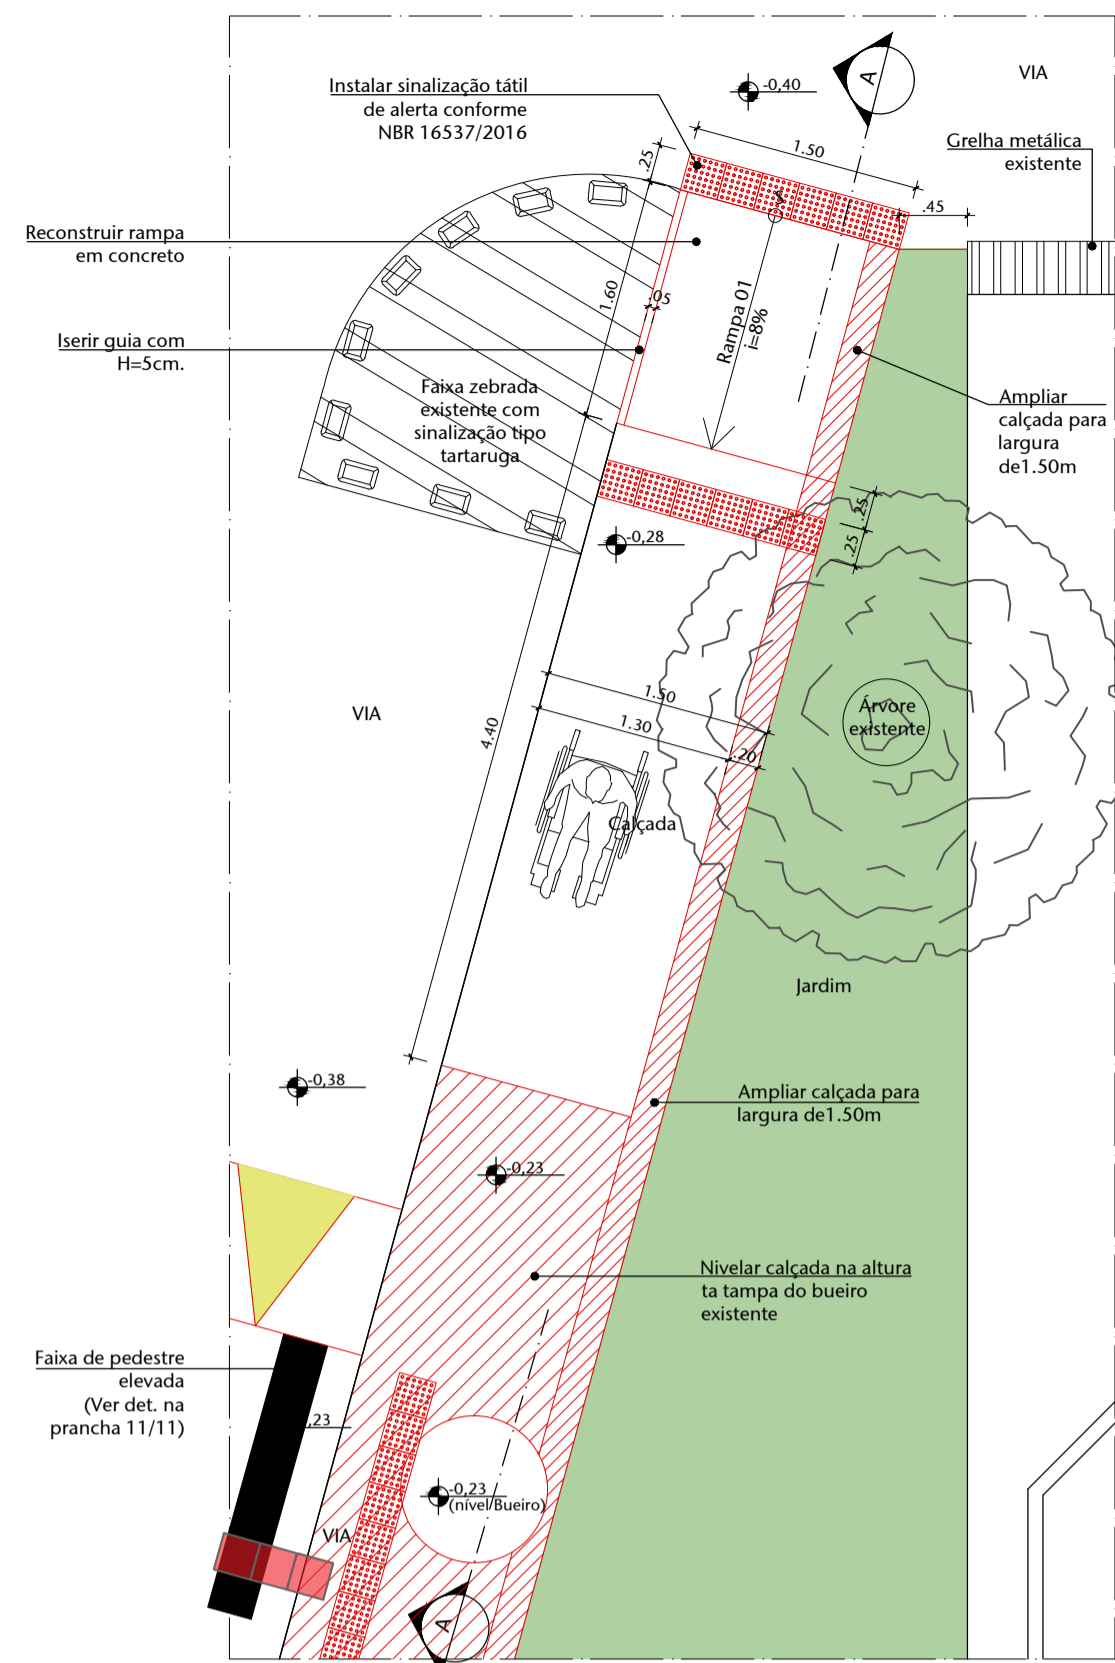 VIA
-0,40
A
Instalar sinalização tátil
de alerta conforme
NBR 16537/2016
1.50
.25
Grelha metálica
existente
.45
Reconstruir rampa
em concreto
1.60
.05
Rampa 01
i=8%
Iserir guia com
H=5cm.
Faixa zebrada
existente com
sinalização tipo
tartaruga
Ampliar
calçada para
largura
de1.50m
.25
.25
-0,28
VIA
4.40
1.50
1.30
.20
Árvore
existente
Calçada
Jardim
-0,38
Ampliar calçada para
largura de1.50m
-0,23
Nivelar calçada na altura
ta tampa do bueiro
existente
Faixa de pedestre
elevada
(Ver det. na
prancha 11/11)
,23
-0,23
(nível/Bueiro)
VIA
A